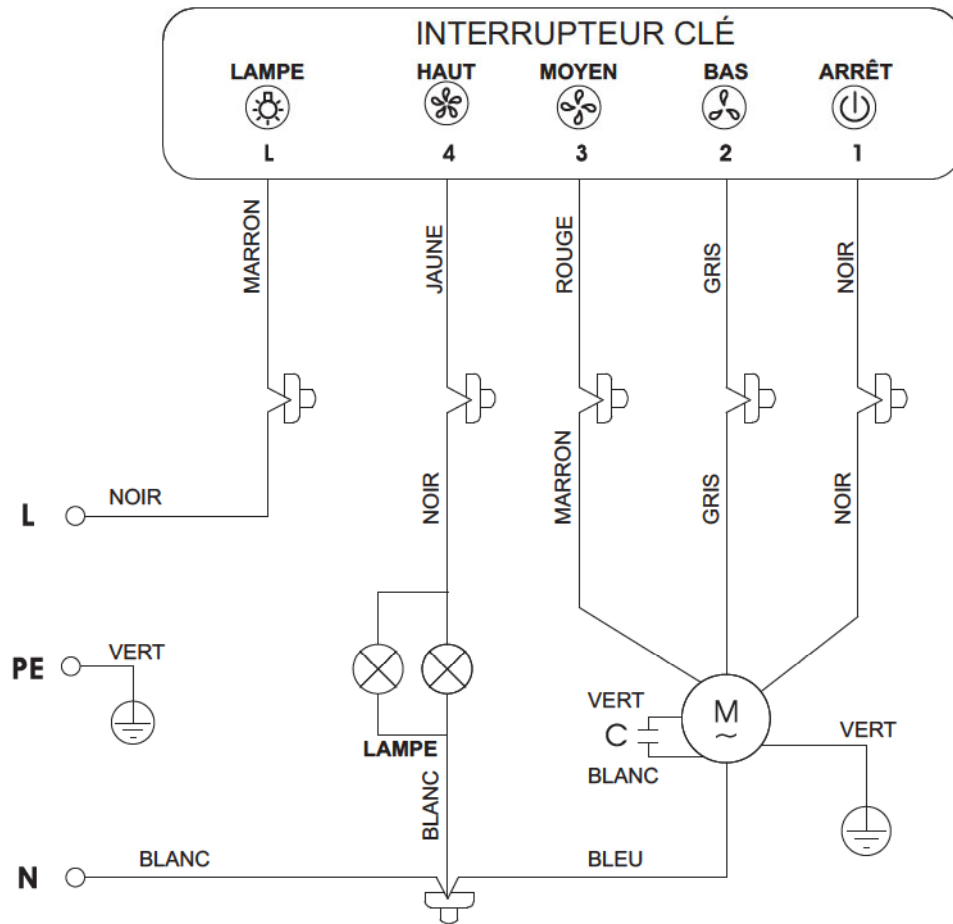 INTERRUPTEUR CLÉ
LAMPE HAUT MOYEN BAS ARRÊT
L 4 3 2 1
MARRON JAUNE ROUGE GRIS NOIR
NOIR MARRON GRIS NOIR
L NOIR
PE VERT
LAMPE
VERT
C
BLANC
M
~
VERT
BLANC
N BLANC BLEU